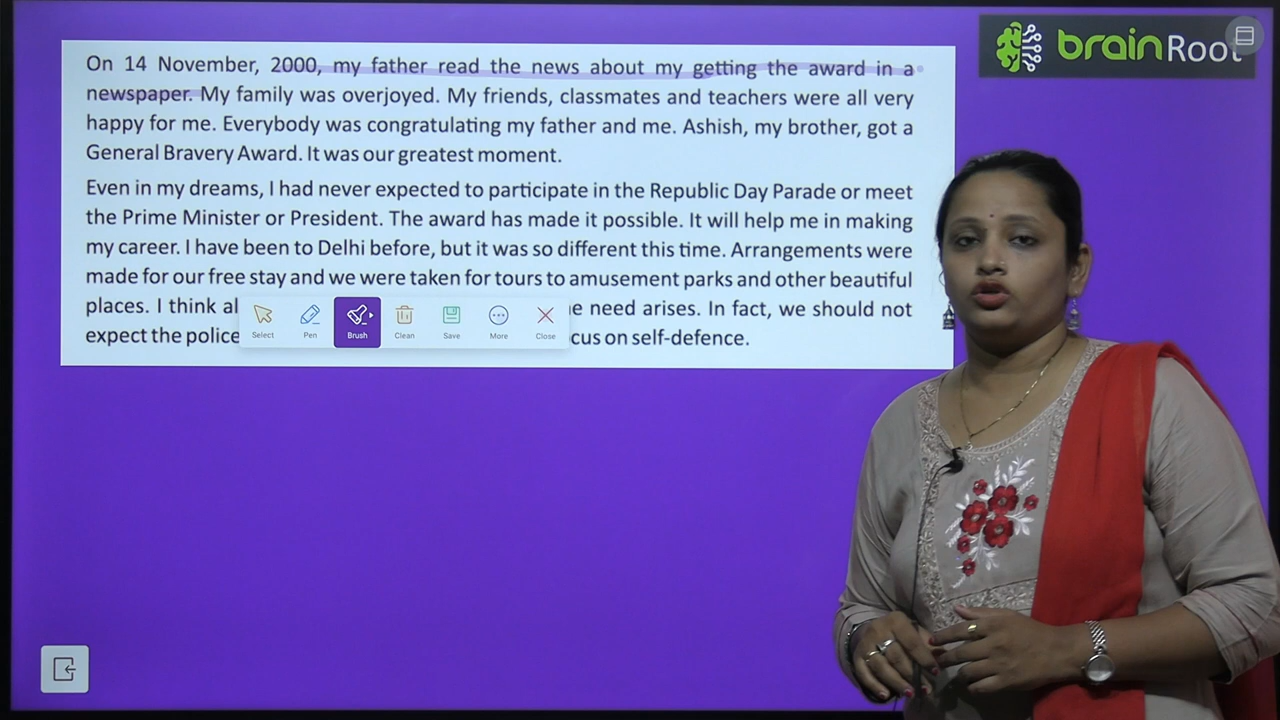 brainRoot
On 14 November, 2000, my father read the news about my getting the award in a
newspaper. My family was overjoyed. My friends, classmates and teachers were all very
happy for me. Everybody was congratulating my father and me. Ashish, my brother, got a
General Bravery Award. It was our greatest moment.
Even in my dreams, I had never expected to participate in the Republic Day Parade or meet
the Prime Minister or President. The award has made it possible. It will help me in making
my career. I have been to Delhi before, but it was so different this time. Arrangements were
made for our free stay and we were taken for tours to amusement parks and other beautiful
places. I think need arises. In fact, we should not
expect the police on self-defence.
Select Pen Brush Clean Save More Close